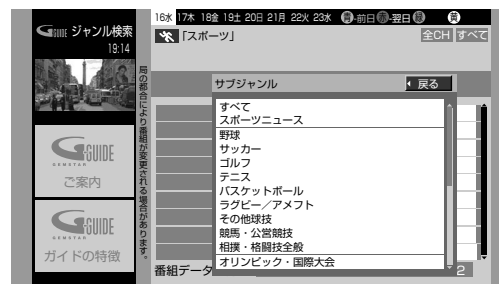 GGUIDE ジャンル検索
19:14
16水 17木 18金 19土 20日 21月 22火 23水 青-前日 赤-翌日 緑 黄
「スポーツ」
全CH すべて
局の都合により番組が変更される場合があります。
サブジャンル
戻る
すべて
スポーツニュース
野球
サッカー
ゴルフ
テニス
バスケットボール
ラグビー／アメフト
その他球技
競馬・公営競技
相撲・格闘技全般
オリンピック・国際大会
G-GUIDE
GEMSTAR
ご案内
G-GUIDE
GEMSTAR
ガイドの特徴
番組データ
2